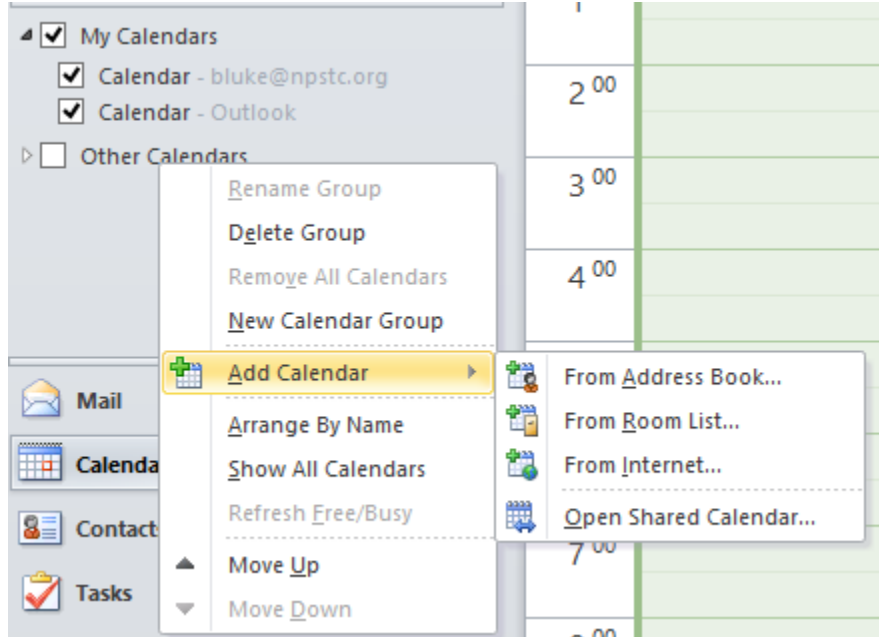 My Calendars
Calendar - bluke@npstc.org
Calendar - Outlook
Other Calendars
Rename Group
Delete Group
Remove All Calendars
New Calendar Group
Add Calendar
Arrange By Name
Show All Calendars
Refresh Free/Busy
Move Up
Move Down
From Address Book...
From Room List...
From Internet...
Open Shared Calendar...
Mail
Calenda
Contact
Tasks
2 00
3 00
4 00
7 00